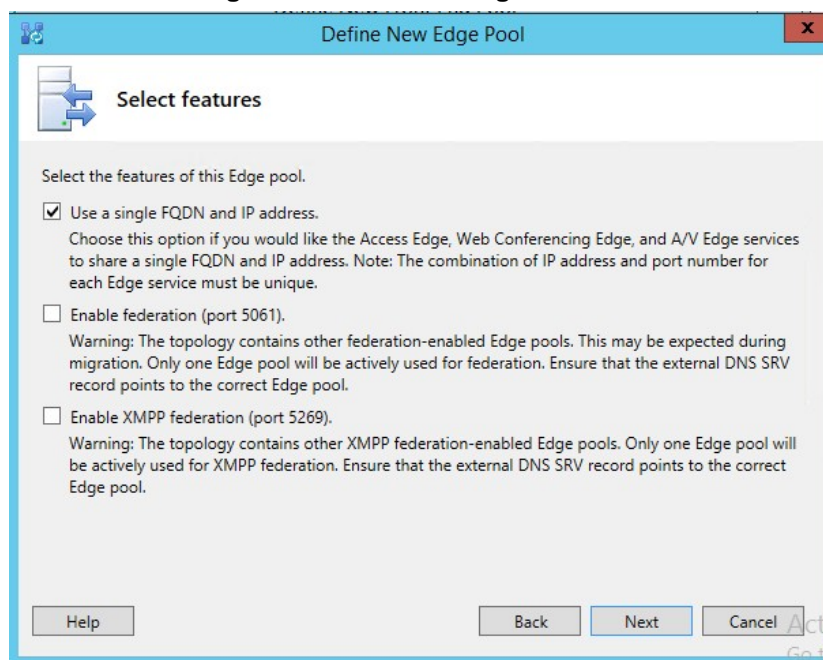 Define New Edge Pool
x
Select features
Select the features of this Edge pool.
Use a single FQDN and IP address.
Choose this option if you would like the Access Edge, Web Conferencing Edge, and A/V Edge services
to share a single FQDN and IP address. Note: The combination of IP address and port number for
each Edge service must be unique.
Enable federation (port 5061).
Warning: The topology contains other federation-enabled Edge pools. This may be expected during
migration. Only one Edge pool will be actively used for federation. Ensure that the external DNS SRV
record points to the correct Edge pool.
Enable XMPP federation (port 5269).
Warning: The topology contains other XMPP federation-enabled Edge pools. Only one Edge pool will
be actively used for XMPP federation. Ensure that the external DNS SRV record points to the correct
Edge pool.
Help Back Next Cancel